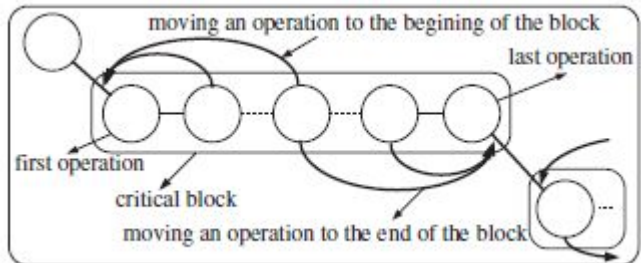 moving an operation to the begining of the block
last operation
first operation
critical block
moving an operation to the end of the block